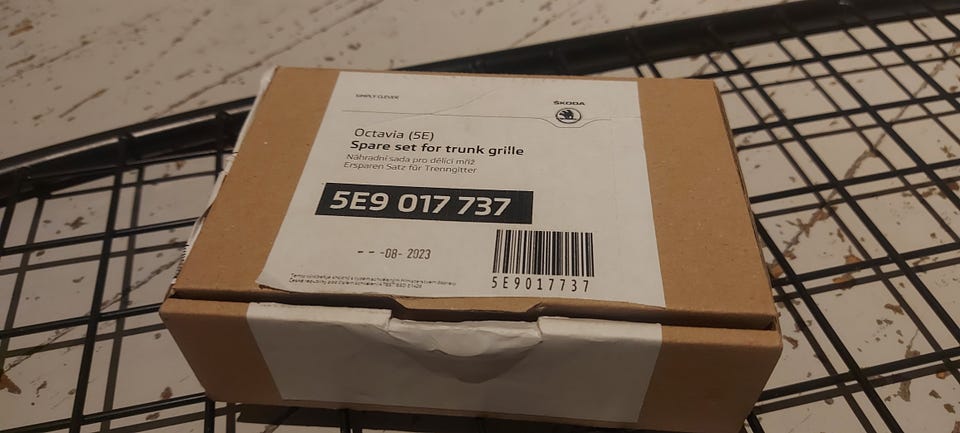 SIMPLY CLEVER
ŠKODA
Octavia (5E)
Spare set for trunk grille
Náhradní sada pro dělící mříž
Ersparen Satz für Trenngitter
5E9 017 737
-- -08- 2023
5E9017737